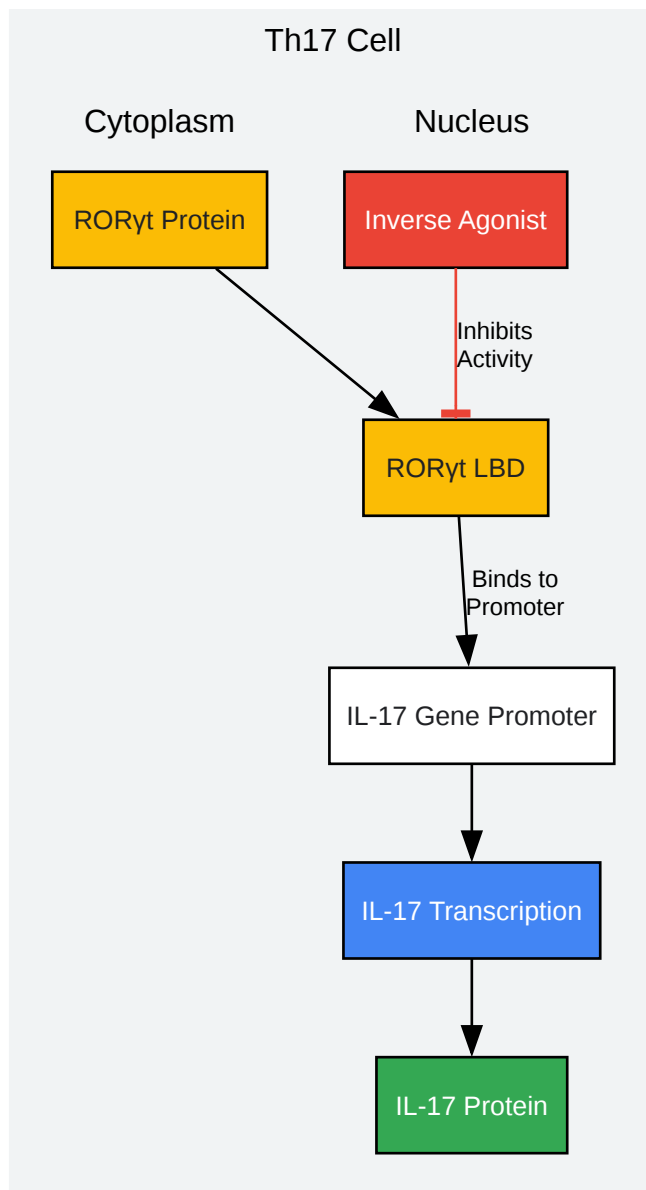 Th17 Cell
Cytoplasm
Nucleus
RORγt Protein
Inverse Agonist
Inhibits
Activity
RORγt LBD
Binds to
Promoter
IL-17 Gene Promoter
IL-17 Transcription
IL-17 Protein